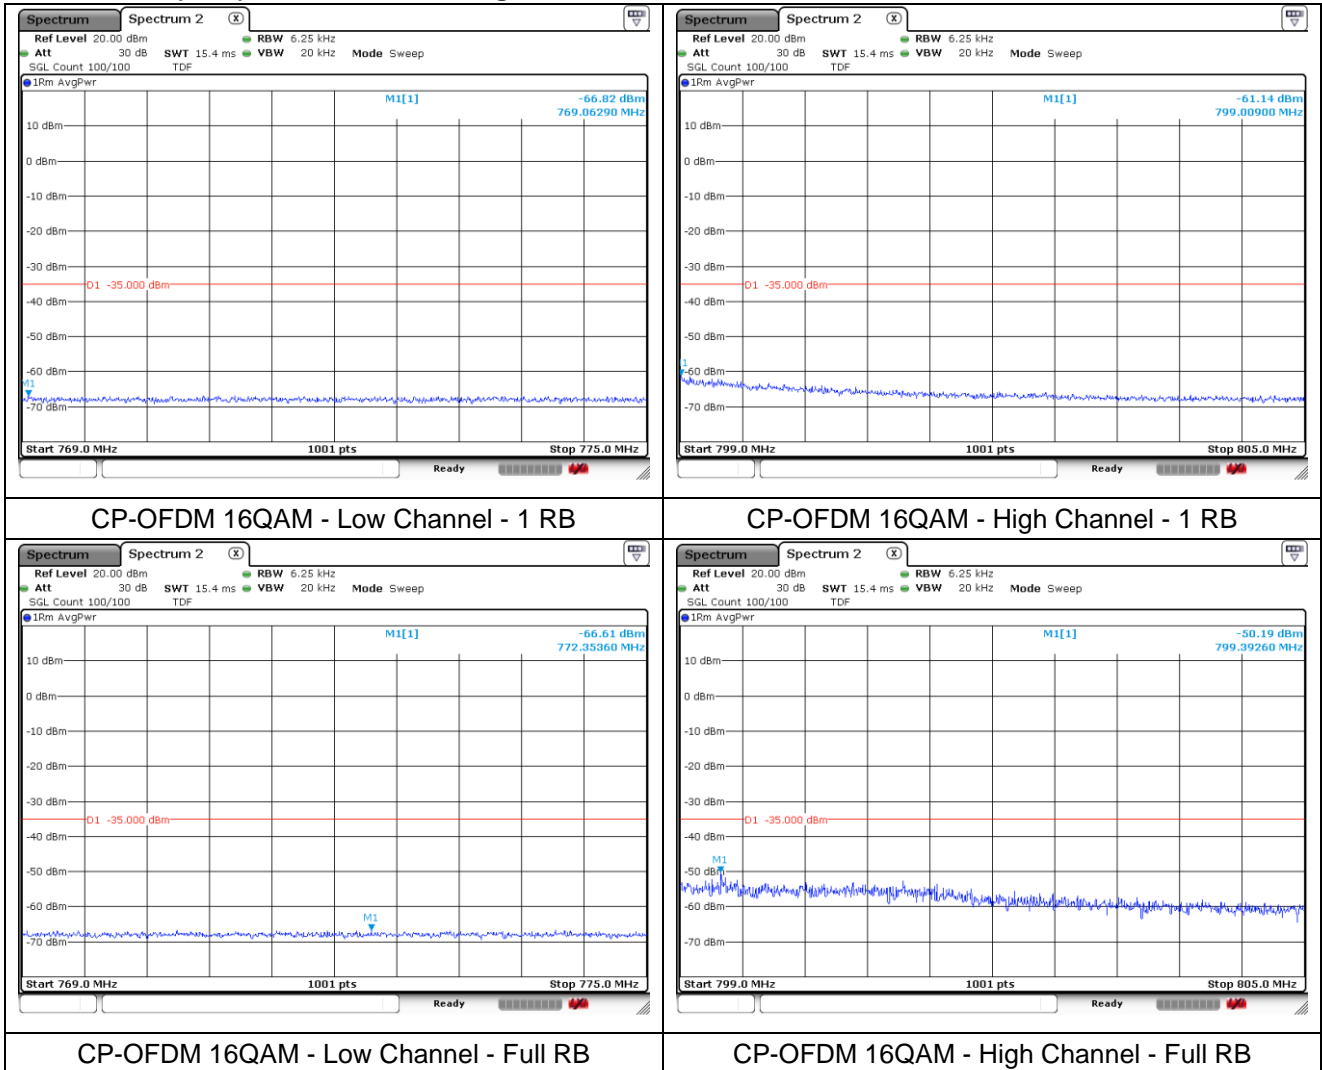 Spectrum Spectrum 2 X
Ref Level 20.00 dBm RBW 6.25 kHz
Att 30 dB SWT 15.4 ms VBW 20 kHz Mode Sweep
SGL Count 100/100 TDF
1Rm AvgPwr
M1[1] -66.82 dBm
769.06290 MHz
10 dBm
0 dBm
-10 dBm
-20 dBm
-30 dBm
D1 -35.000 dBm
-40 dBm
-50 dBm
-60 dBm
M1
-70 dBm
Start 769.0 MHz 1001 pts Stop 775.0 MHz
Ready
Spectrum Spectrum 2 X
Ref Level 20.00 dBm RBW 6.25 kHz
Att 30 dB SWT 15.4 ms VBW 20 kHz Mode Sweep
SGL Count 100/100 TDF
1Rm AvgPwr
M1[1] -61.14 dBm
799.00900 MHz
10 dBm
0 dBm
-10 dBm
-20 dBm
-30 dBm
D1 -35.000 dBm
-40 dBm
-50 dBm
1
-60 dBm
-70 dBm
Start 799.0 MHz 1001 pts Stop 805.0 MHz
Ready
CP-OFDM 16QAM - Low Channel - 1 RB
CP-OFDM 16QAM - High Channel - 1 RB
Spectrum Spectrum 2 X
Ref Level 20.00 dBm RBW 6.25 kHz
Att 30 dB SWT 15.4 ms VBW 20 kHz Mode Sweep
SGL Count 100/100 TDF
1Rm AvgPwr
M1[1] -66.61 dBm
772.35360 MHz
10 dBm
0 dBm
-10 dBm
-20 dBm
-30 dBm
D1 -35.000 dBm
-40 dBm
-50 dBm
-60 dBm
M1
-70 dBm
Start 769.0 MHz 1001 pts Stop 775.0 MHz
Ready
Spectrum Spectrum 2 X
Ref Level 20.00 dBm RBW 6.25 kHz
Att 30 dB SWT 15.4 ms VBW 20 kHz Mode Sweep
SGL Count 100/100 TDF
1Rm AvgPwr
M1[1] -50.19 dBm
799.39260 MHz
10 dBm
0 dBm
-10 dBm
-20 dBm
-30 dBm
D1 -35.000 dBm
-40 dBm
M1
-50 dBm
-60 dBm
-70 dBm
Start 799.0 MHz 1001 pts Stop 805.0 MHz
Ready
CP-OFDM 16QAM - Low Channel - Full RB
CP-OFDM 16QAM - High Channel - Full RB